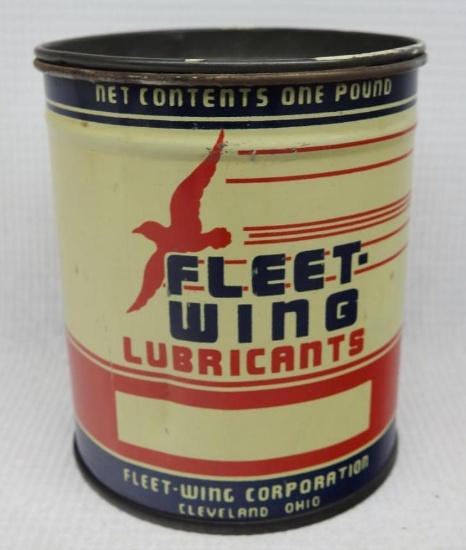 NET CONTENTS ONE POUND
FLEET-
WING
LUBRICANTS
FLEET-WING CORPORATION
CLEVELAND OHIO